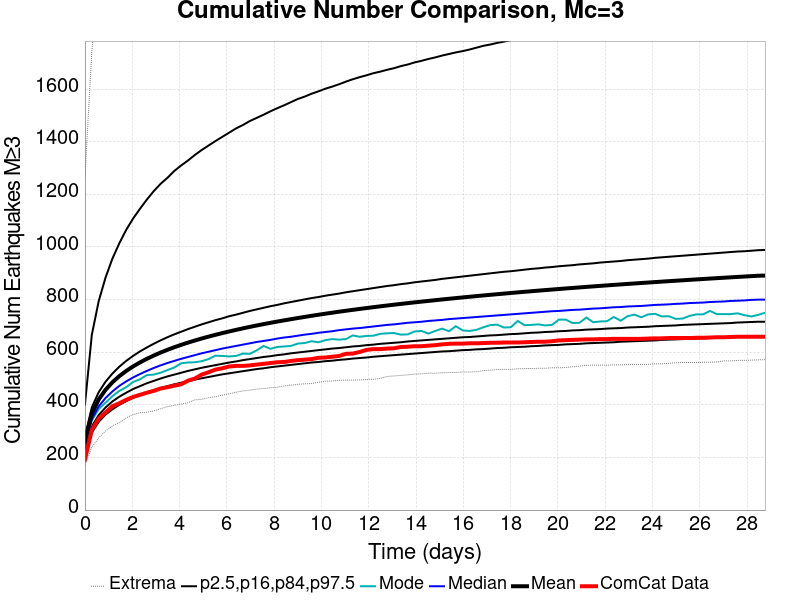 Cumulative Number Comparison, Mc=3
Cumulative Num Earthquakes M≥3
1600
1400
1200
1000
800
600
400
200
0
0 2 4 6 8 10 12 14 16 18 20 22 24 26 28
Time (days)
Extrema p2.5,p16,p84,p97.5 Mode Median Mean ComCat Data